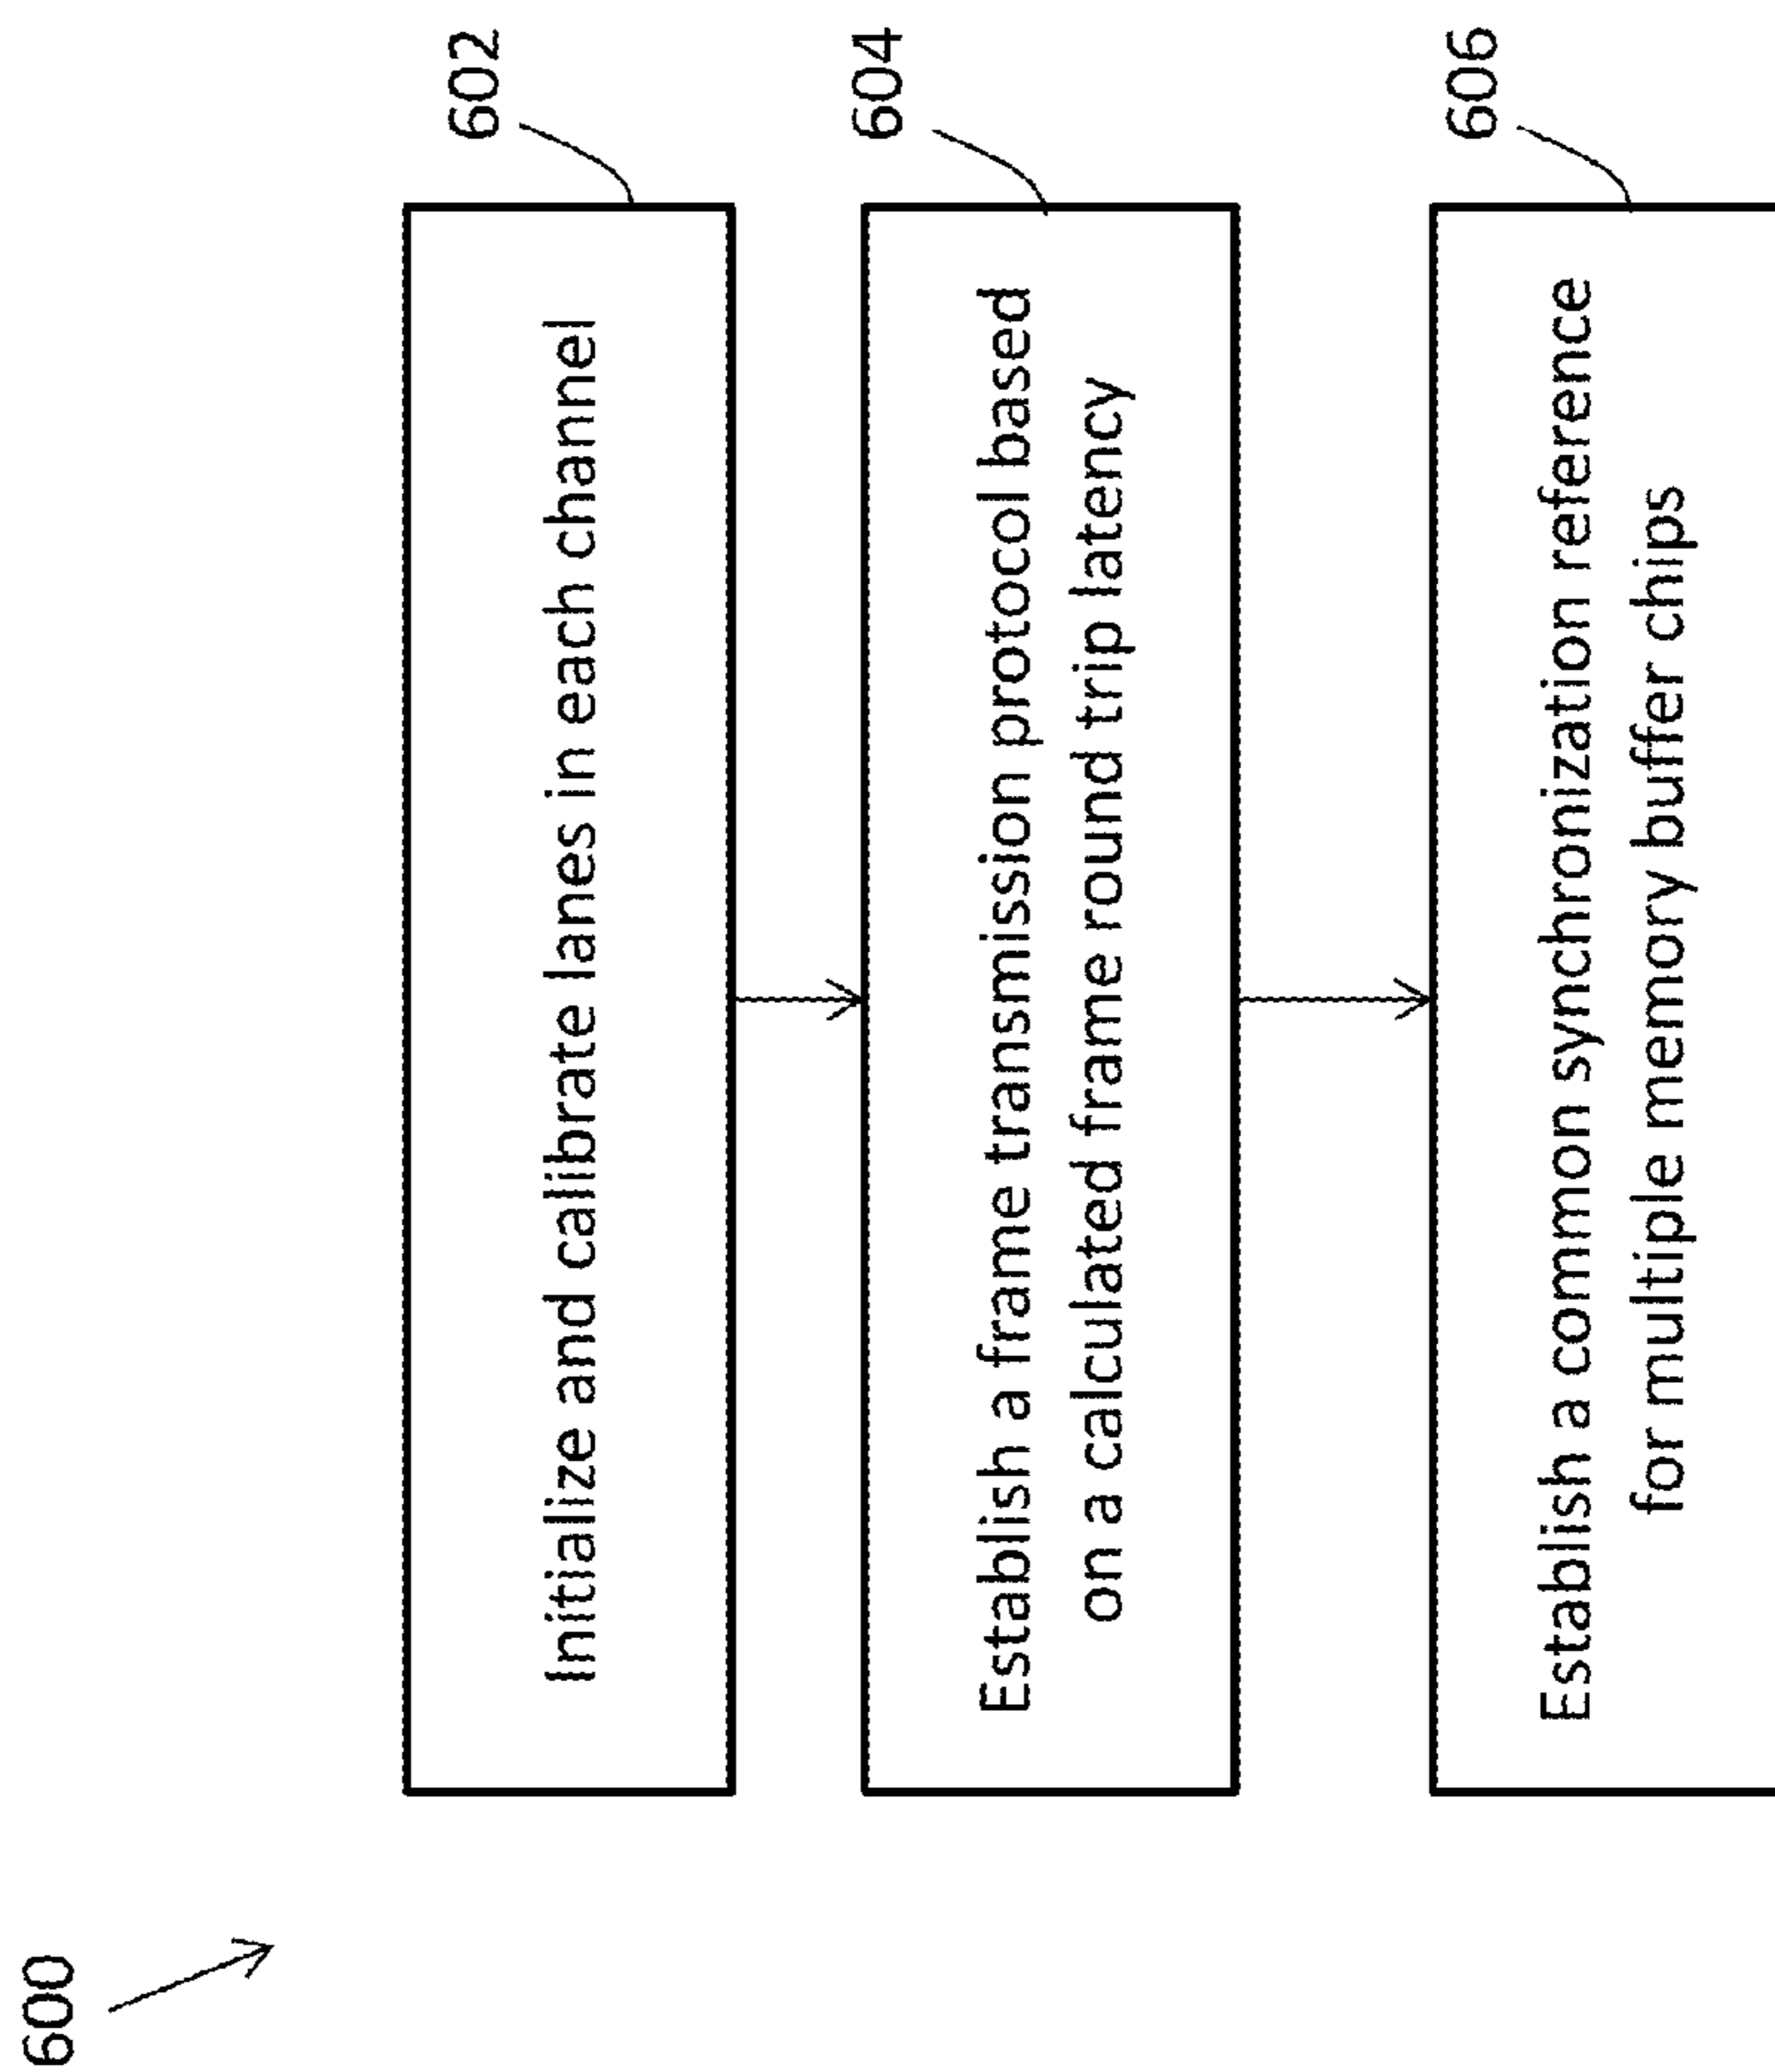 600
602
Initialize and calibrate lanes in each channel
604
Establish a frame transmission protocol based
on a calculated frame round trip latency
606
Establish a common synchronization reference
for multiple memory buffer chips